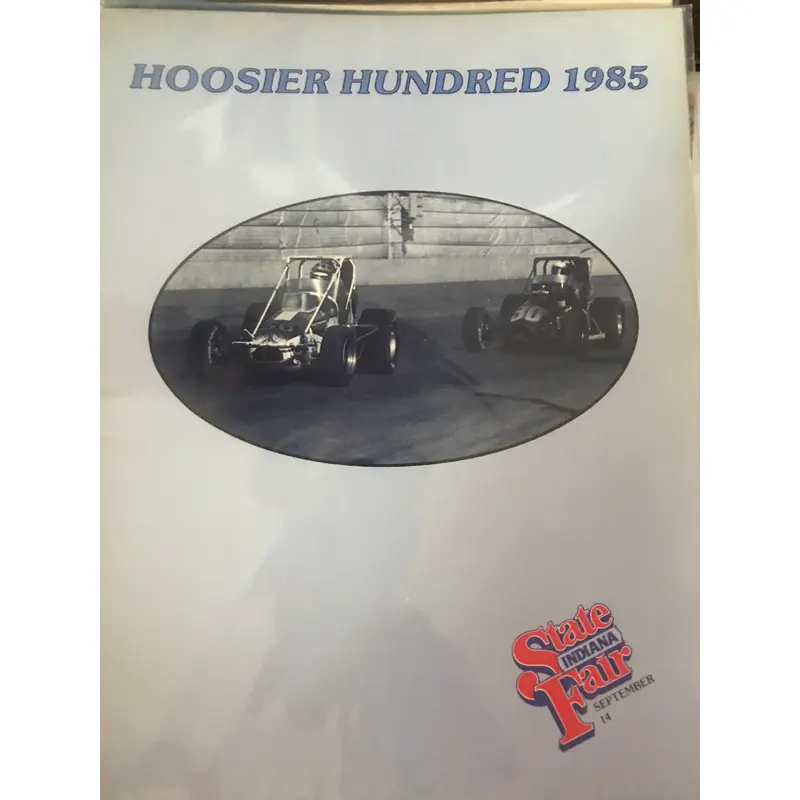 HOOSIER HUNDRED 1985
State
INDIANA
Fair
SEPTEMBER
14